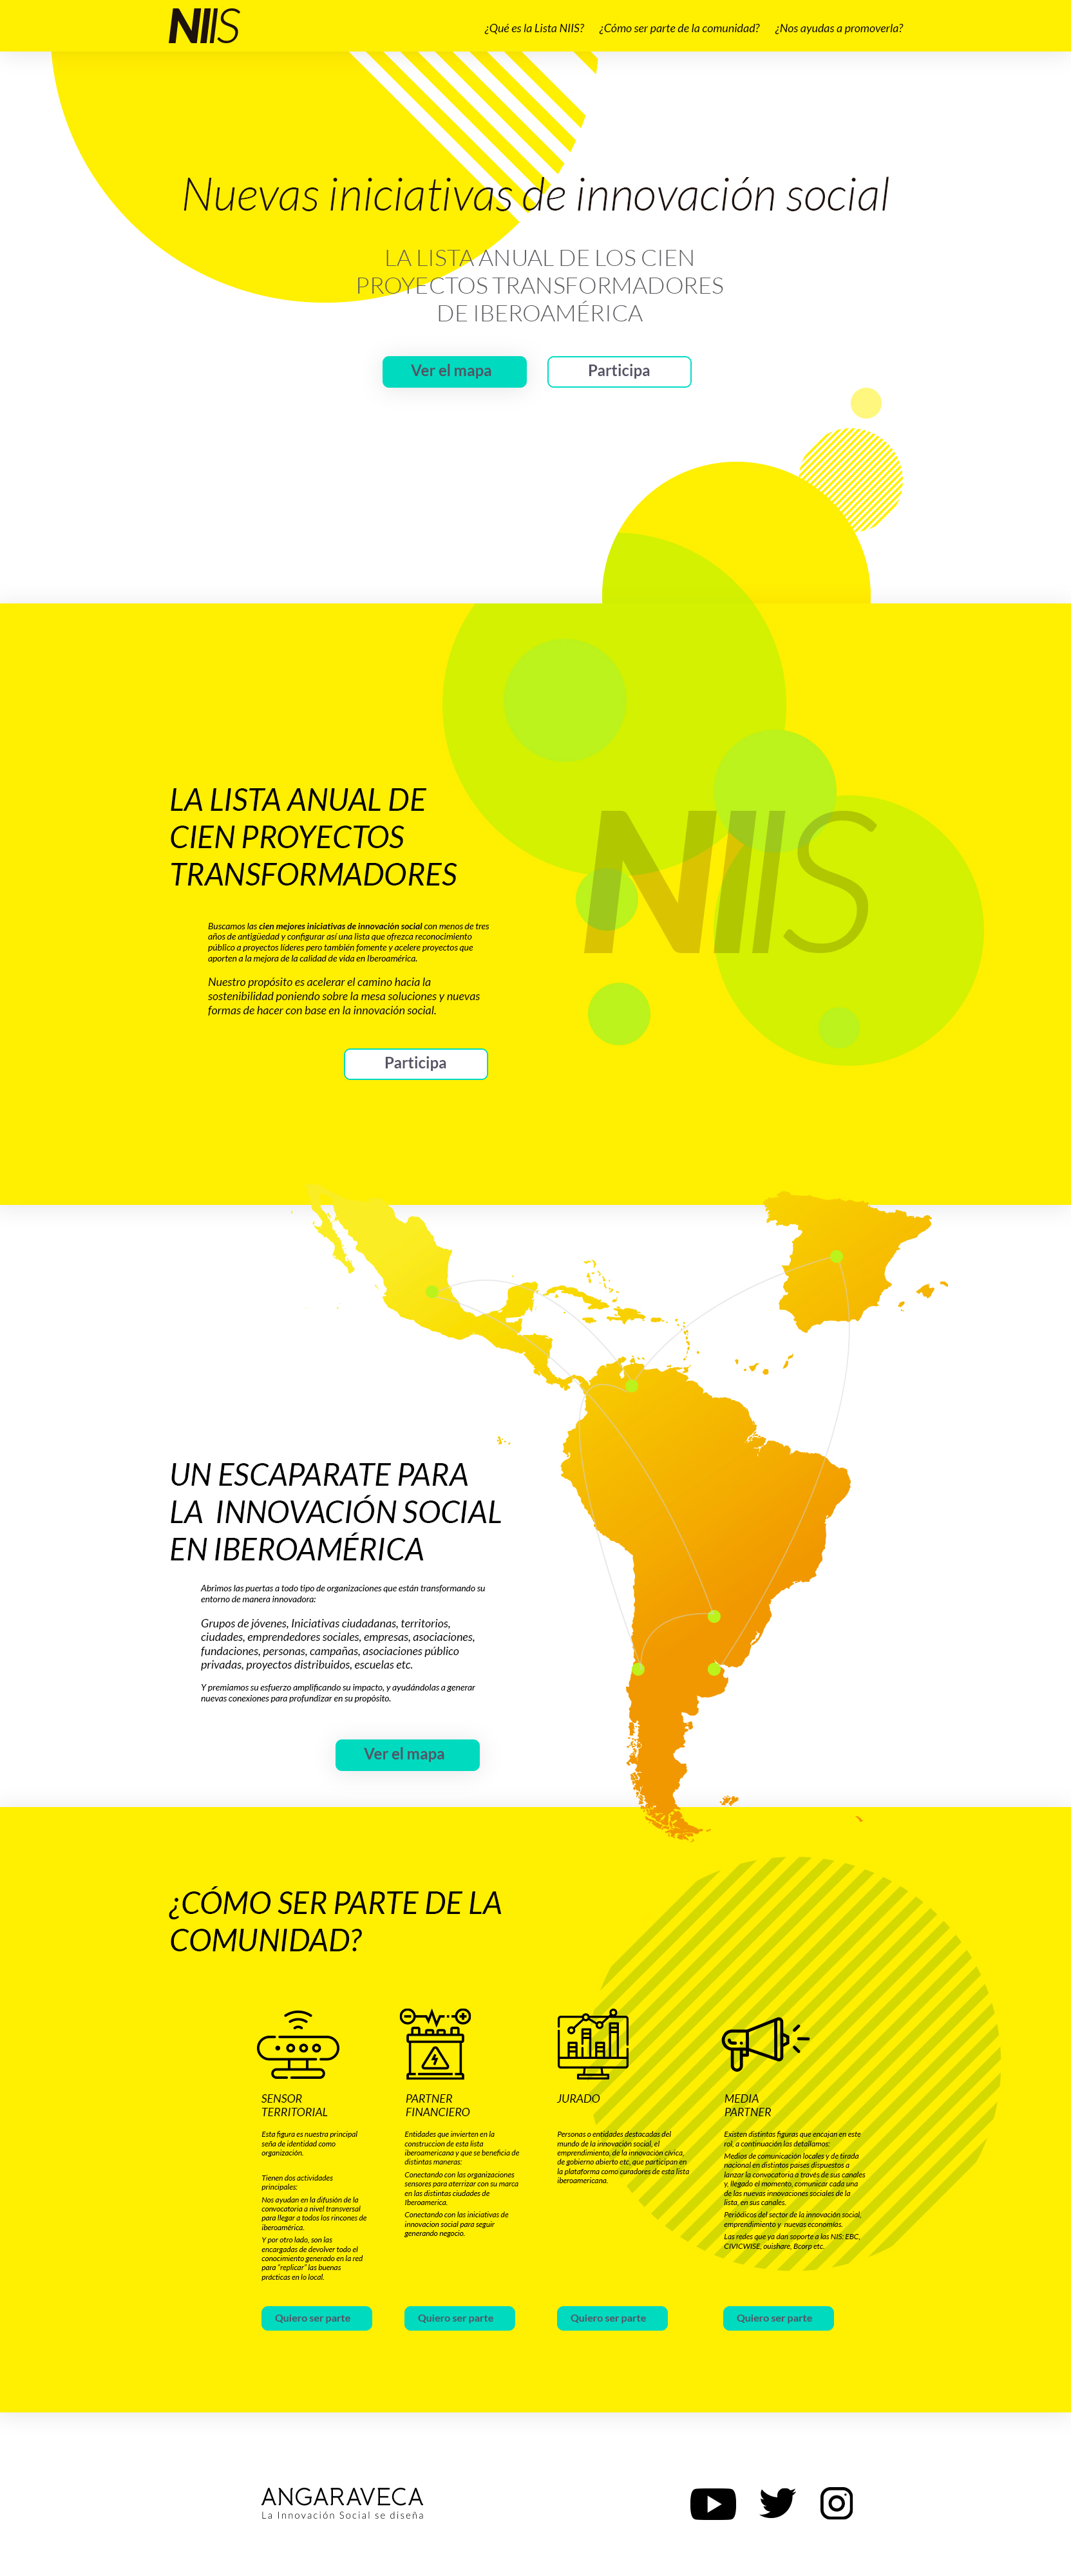 NIIS
¿Qué es la Lista NIIS? ¿Cómo ser parte de la comunidad? ¿Nos ayudas a promoverla?
Nuevas iniciativas de innovación social
LA LISTA ANUAL DE LOS CIEN
PROYECTOS TRANSFORMADORES
DE IBEROAMÉRICA
Ver el mapa
Participa
LA LISTA ANUAL DE
CIEN PROYECTOS
TRANSFORMADORES
Buscamos las cien mejores iniciativas de innovación social con menos de tres
años de antigüedad y configurar así una lista que ofrezca reconocimiento
público a proyectos líderes pero también fomente y acelere proyectos que
aporten a la mejora de la calidad de vida en Iberoamérica.
Nuestro propósito es acelerar el camino hacia la
sostenibilidad poniendo sobre la mesa soluciones y nuevas
formas de hacer con base en la innovación social.
Participa
NIIS
UN ESCAPARATE PARA
LA INNOVACIÓN SOCIAL
EN IBEROAMÉRICA
Abrimos las puertas a todo tipo de organizaciones que están transformando su
entorno de manera innovadora:
Grupos de jóvenes, Iniciativas ciudadanas, territorios,
ciudades, emprendedores sociales, empresas, asociaciones,
fundaciones, personas, campañas, asociaciones público
privadas, proyectos distribuidos, escuelas etc.
Y premiamos su esfuerzo amplificando su impacto, y ayudándolas a generar
nuevas conexiones para profundizar en su propósito.
Ver el mapa
¿CÓMO SER PARTE DE LA
COMUNIDAD?
SENSOR
TERRITORIAL
Esta figura es nuestra principal
seña de identidad como
organización.
Tienen dos actividades
principales:
Nos ayudan en la difusión de la
convocatoria a nivel transversal
para llegar a todos los rincones de
iberoamérica.
Y por otro lado, son las
encargadas de devolver todo el
conocimiento generado en la red
para "replicar" las buenas
prácticas en lo local.
Quiero ser parte
PARTNER
FINANCIERO
Entidades que invierten en la
construccion de esta lista
iberoamericana y que se beneficia de
distintas maneras:
Conectando con las organizaciones
sensores para aterrizar con su marca
en las distintas ciudades de
Iberoamerica.
Conectando con las iniciativas de
innovacion social para seguir
generando negocio.
Quiero ser parte
JURADO
Personas o entidades destacadas del
mundo de la innovación social, el
emprendimiento, de la innovación cívica,
de gobierno abierto etc, que participan en
la plataforma como curadores de esta lista
iberoamericana.
Quiero ser parte
MEDIA
PARTNER
Existen distintas figuras que encajan en este
rol, a continuación las detallamos:
Medios de comunicación locales y de tirada
nacional en distintos paises dispuestos a
lanzar la convocatoria a través de sus canales
y, llegado el momento, comunicar cada una
de las nuevas innovaciones sociales de la
lista, en sus canales.
Periódicos del sector de la innovación social,
emprendimiento y nuevas economías.
Las redes que ya dan soporte a las NIS: EBC,
CIVICWISE, ouishare, Bcorp etc.
Quiero ser parte
ANGARAVECA
La Innovación Social se diseña